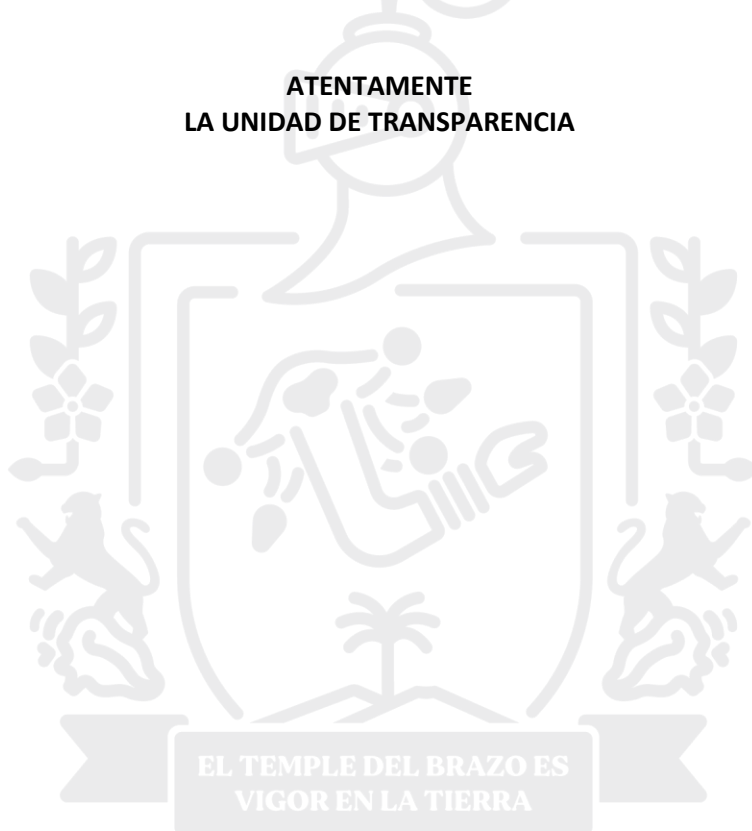 ATENTAMENTE
LA UNIDAD DE TRANSPARENCIA
EL TEMPLE DEL BRAZO ES
VIGOR EN LA TIERRA